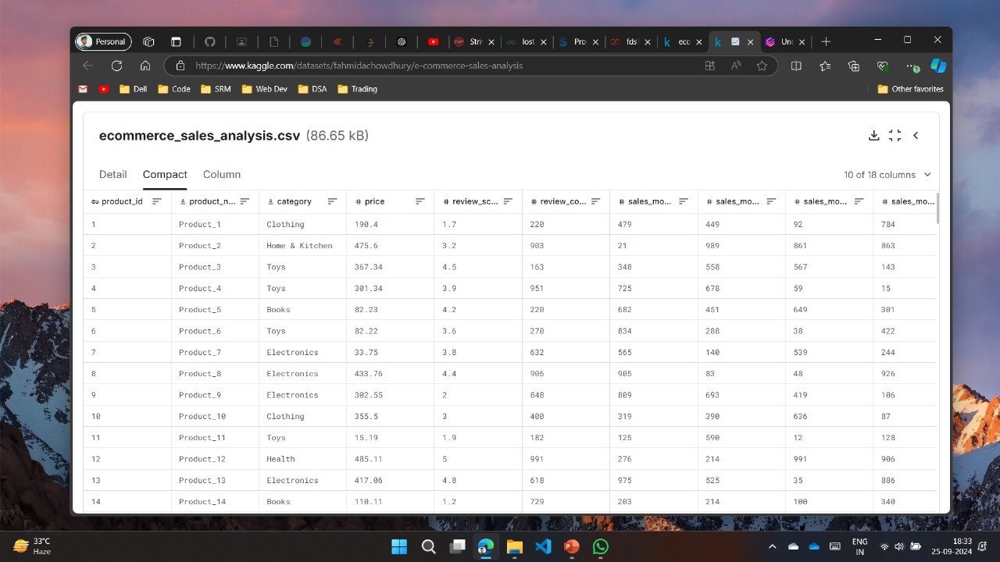 Personal
Stri
lost
Pro
fds
eco
Unc
https://www.kaggle.com/datasets/fahmidachowdhury/e-commerce-sales-analysis
Dell Code SRM Web Dev DSA Trading Other favorites
ecommerce_sales_analysis.csv (86.65 kB)
Detail Compact Column 10 of 18 columns
product_id product_n... category # price # review_sc... # review_co... # sales_mo... # sales_mo... # sales_mo... # sales_mo...
1 Product_1 Clothing 190.4 1.7 220 479 449 92 784
2 Product_2 Home & Kitchen 475.6 3.2 903 21 989 861 863
3 Product_3 Toys 367.34 4.5 163 348 558 567 143
4 Product_4 Toys 301.34 3.9 951 725 678 59 15
5 Product_5 Books 82.23 4.2 220 682 451 649 301
6 Product_6 Toys 82.22 3.6 270 834 288 38 422
7 Product_7 Electronics 33.75 3.8 632 565 140 539 244
8 Product_8 Electronics 433.76 4.4 906 905 83 48 926
9 Product_9 Electronics 302.55 2 848 809 693 419 106
10 Product_10 Clothing 355.5 3 400 319 390 636 87
11 Product_11 Toys 15.19 1.9 182 125 590 12 128
12 Product_12 Health 485.11 5 991 276 214 991 906
13 Product_13 Electronics 417.06 4.8 618 975 525 35 886
14 Product_14 Books 110.11 1.2 729 203 214 100 340
33°C
Haze
ENG
IN
18:33
25-09-2024